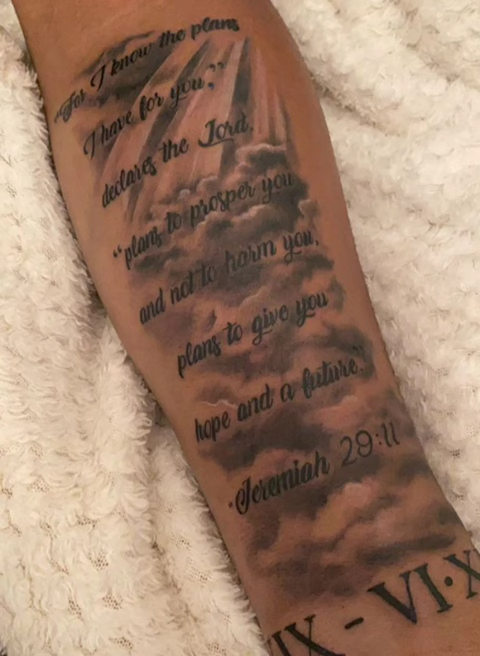 "For I know the plans
I have for you,"
declares the Lord,
"plans to prosper you
and not to harm you,
plans to give you
hope and a future."
Jeremiah 29:11
IX - VI · X